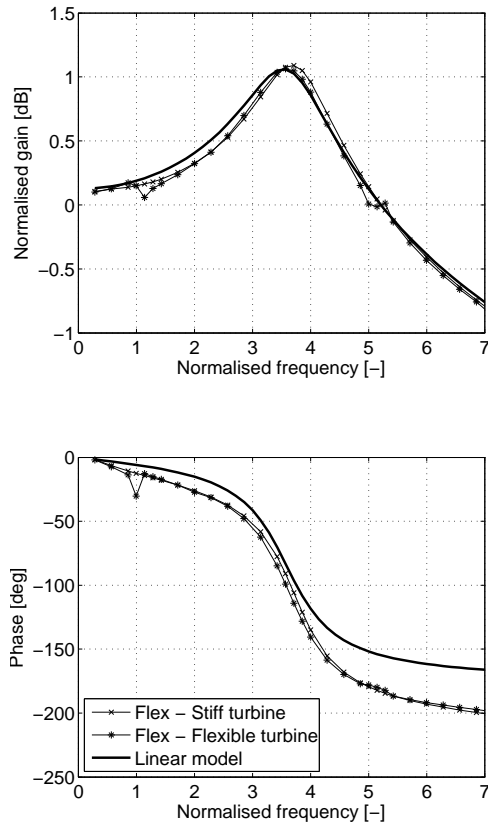 1.5
1
0.5
0
−0.5
−1
Normalised gain [dB]
0 1 2 3 4 5 6 7
Normalised frequency [−]
0
−50
−100
−150
−200
−250
Phase [deg]
Flex − Stiff turbine
Flex − Flexible turbine
Linear model
0 1 2 3 4 5 6 7
Normalised frequency [−]